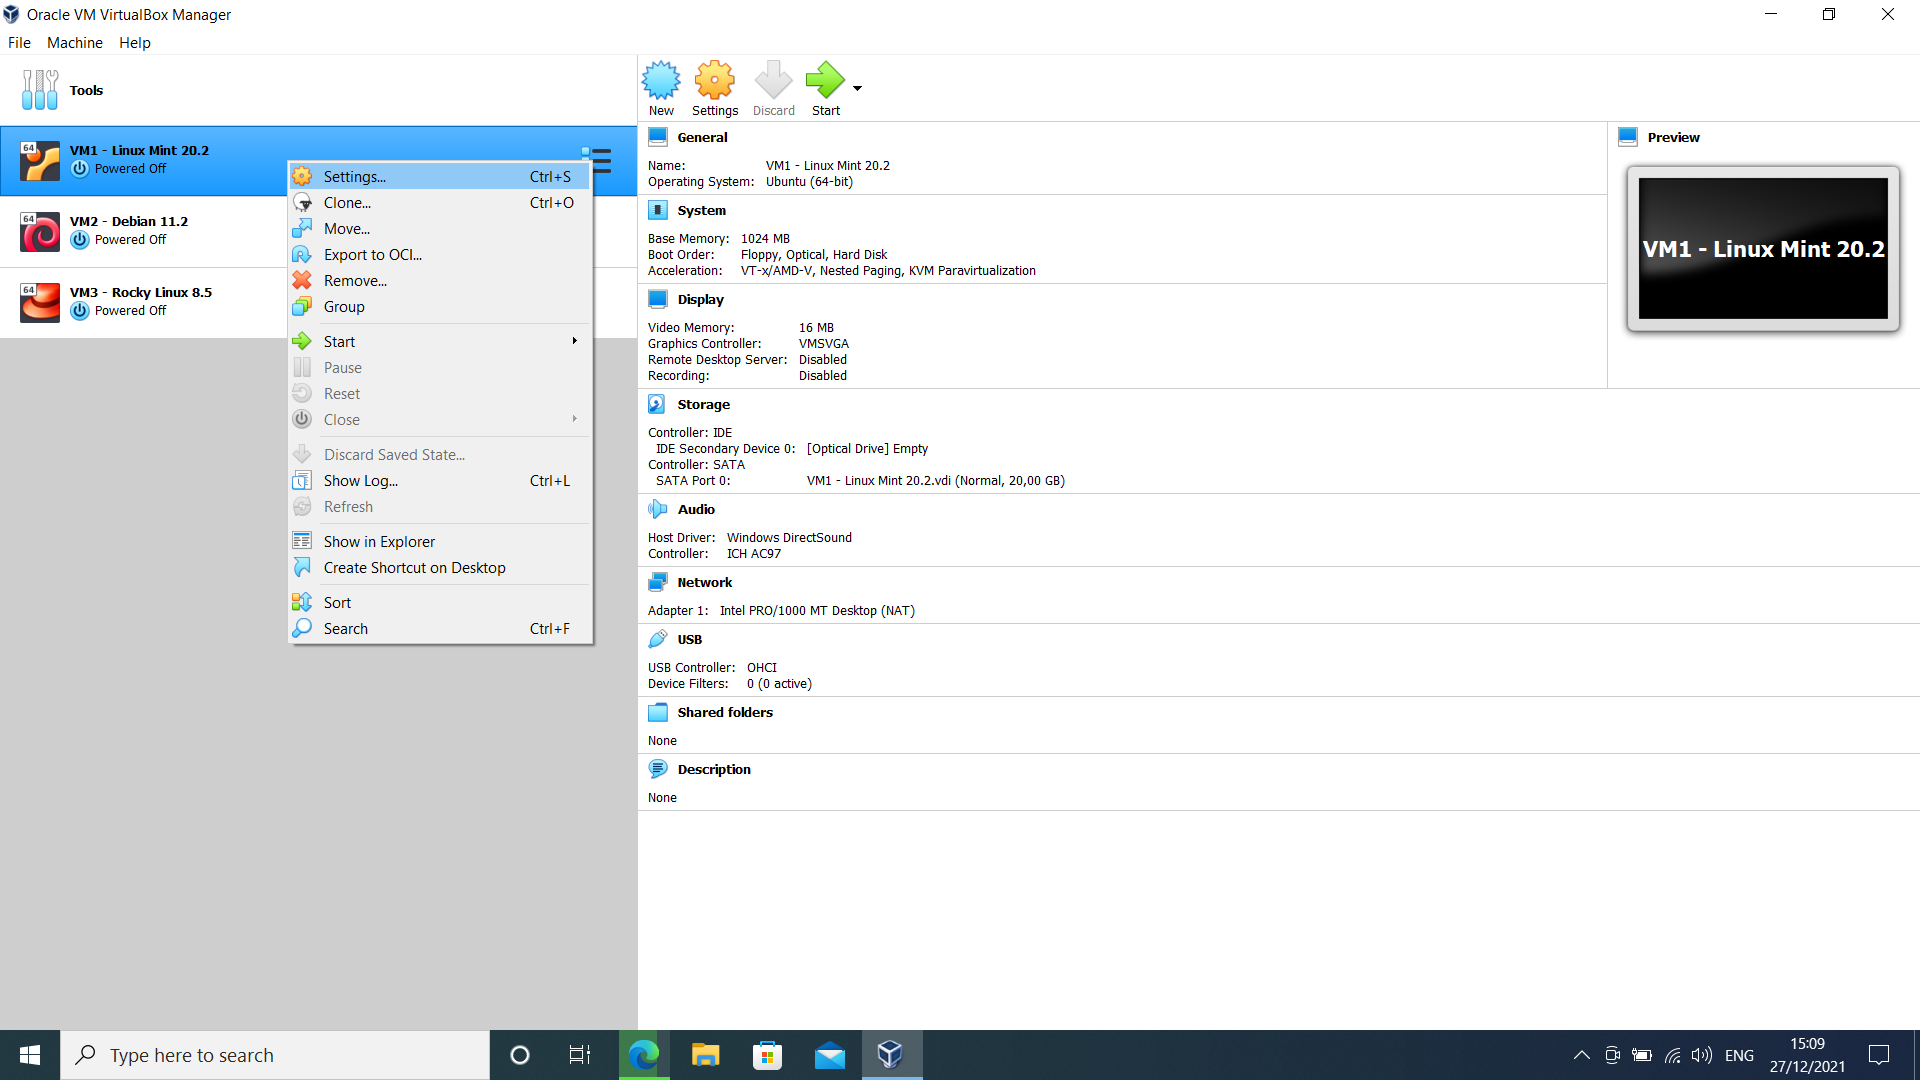 Oracle VM VirtualBox Manager
File Machine Help
Tools
New Settings Discard Start
64 VM1 - Linux Mint 20.2
Powered Off
64 VM2 - Debian 11.2
Powered Off
64 VM3 - Rocky Linux 8.5
Powered Off
Settings... Ctrl+S
Clone... Ctrl+O
Move...
Export to OCI...
Remove...
Group
Start
Pause
Reset
Close
Discard Saved State...
Show Log... Ctrl+L
Refresh
Show in Explorer
Create Shortcut on Desktop
Sort
Search Ctrl+F
General
Name: VM1 - Linux Mint 20.2
Operating System: Ubuntu (64-bit)
System
Base Memory: 1024 MB
Boot Order: Floppy, Optical, Hard Disk
Acceleration: VT-x/AMD-V, Nested Paging, KVM Paravirtualization
Display
Video Memory: 16 MB
Graphics Controller: VMSVGA
Remote Desktop Server: Disabled
Recording: Disabled
Storage
Controller: IDE
IDE Secondary Device 0: [Optical Drive] Empty
Controller: SATA
SATA Port 0: VM1 - Linux Mint 20.2.vdi (Normal, 20,00 GB)
Audio
Host Driver: Windows DirectSound
Controller: ICH AC97
Network
Adapter 1: Intel PRO/1000 MT Desktop (NAT)
USB
USB Controller: OHCI
Device Filters: 0 (0 active)
Shared folders
None
Description
None
Preview
VM1 - Linux Mint 20.2
Type here to search
ENG
15:09
27/12/2021